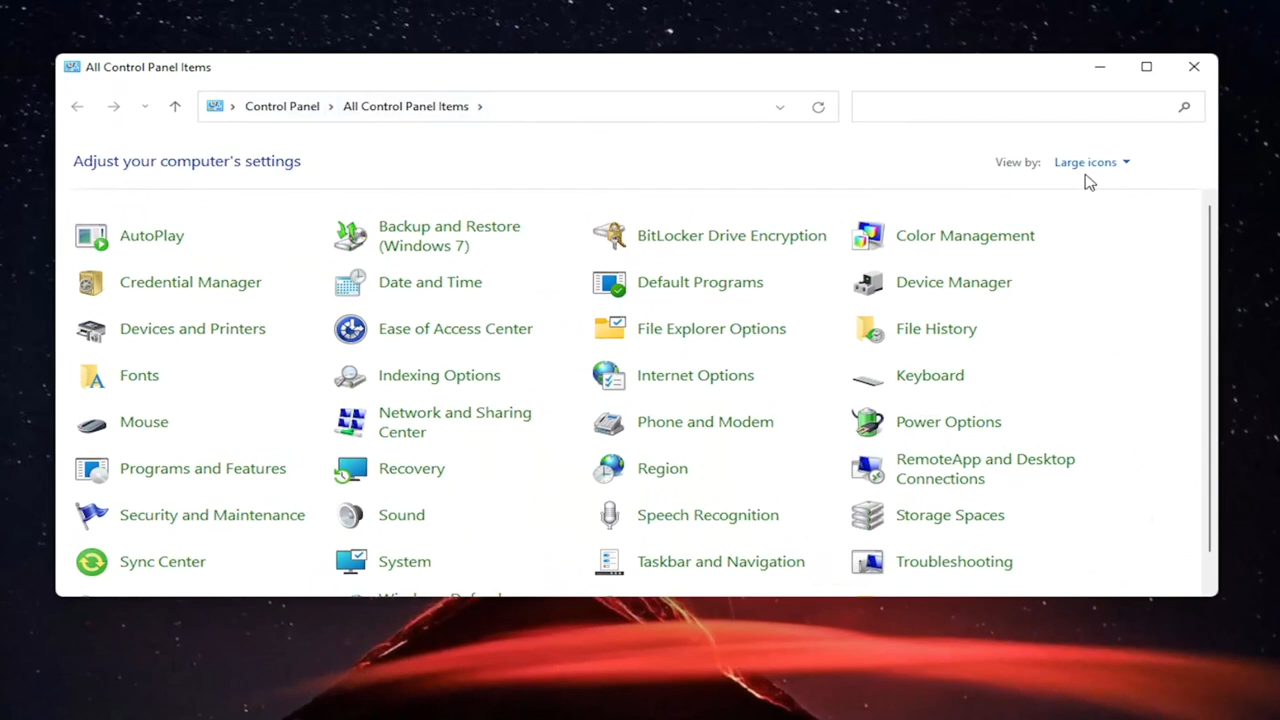 All Control Panel Items
Control Panel All Control Panel Items
Adjust your computer's settings
View by: Large icons
AutoPlay
Backup and Restore
(Windows 7)
BitLocker Drive Encryption
Color Management
Credential Manager
Date and Time
Default Programs
Device Manager
Devices and Printers
Ease of Access Center
File Explorer Options
File History
Fonts
Indexing Options
Internet Options
Keyboard
Mouse
Network and Sharing
Center
Phone and Modem
Power Options
Programs and Features
Recovery
Region
RemoteApp and Desktop
Connections
Security and Maintenance
Sound
Speech Recognition
Storage Spaces
Sync Center
System
Taskbar and Navigation
Troubleshooting